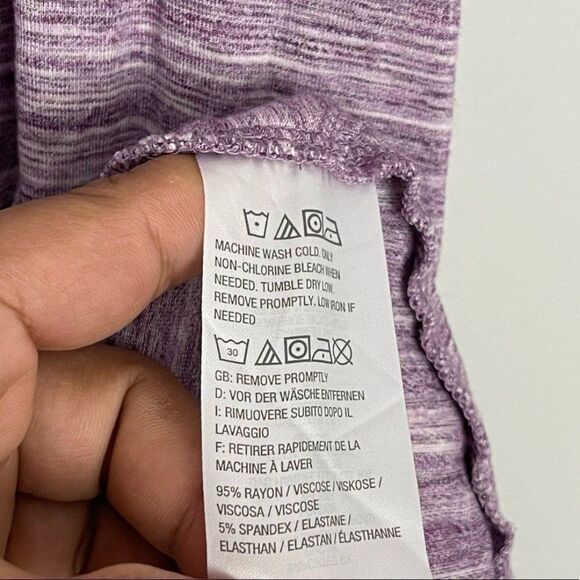 MACHINE WASH COLD. ONLY
NON-CHLORINE BLEACH WHEN
NEEDED. TUMBLE DRY LOW.
REMOVE PROMPTLY. LOW IRON IF
NEEDED
30
GB: REMOVE PROMPTLY
D: VOR DER WÄSCHE ENTFERNEN
I: RIMUOVERE SUBITO DOPO IL
LAVAGGIO
F: RETIRER RAPIDEMENT DE LA
MACHINE À LAVER
95% RAYON / VISCOSE / VISKOSE /
VISCOSA / VISCOSE
5% SPANDEX / ELASTANE /
ELASTHAN / ELASTAN / ÉLASTHANNE